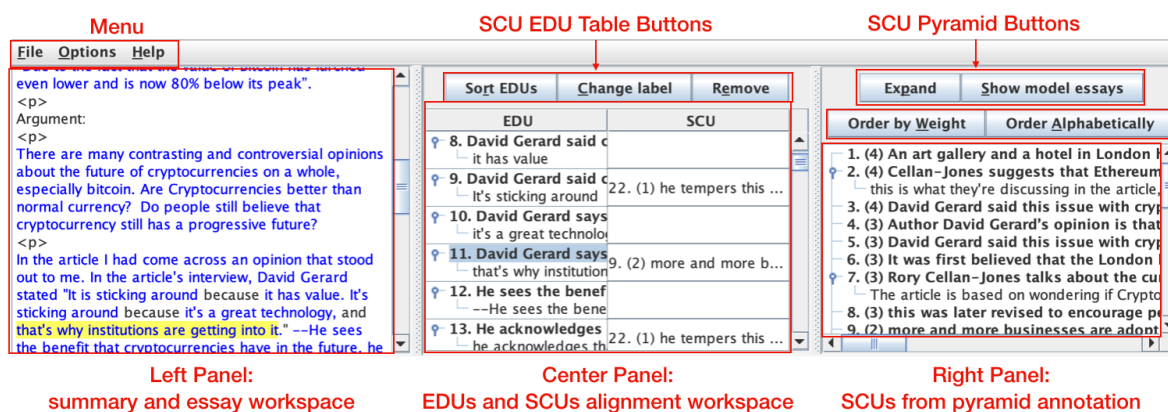 Menu
SCU EDU Table Buttons
SCU Pyramid Buttons
File Options Help
even lower and is now 80% below its peak".
<p>
Argument:
<p>
There are many contrasting and controversial opinions
about the future of cryptocurrencies on a whole,
especially bitcoin. Are Cryptocurrencies better than
normal currency? Do people still believe that
cryptocurrency still has a progressive future?
<p>
In the article I had come across an opinion that stood
out to me. In the article's interview, David Gerard
stated "It is sticking around because it has value. It's
sticking around because it's a great technology, and
that's why institutions are getting into it." --He sees
the benefit that cryptocurrencies have in the future, he
Sort EDUs Change label Remove
EDU SCU
8. David Gerard said
it has value
9. David Gerard said
It's sticking around
22. (1) he tempers this ...
10. David Gerard says
it's a great
11. David Gerard says
that's why
9. (2) more and more b...
12. He sees the
--He sees the
13. He acknowledges
he acknowledges
22. (1) he tempers this ...
Expand Show model essays
Order by Weight Order Alphabetically
1. (4) An art gallery and a hotel in London
2. (4) Cellan-Jones suggests that
this is what they're discussing in the article,
3. (4) David Gerard said this issue with
4. (3) Author David Gerard's opinion is that
5. (3) David Gerard said this issue with
6. (3) It was first believed that the London
7. (3) Rory Cellan-Jones talks about the
The article is based on wondering if
8. (3) this was later revised to encourage
9. (2) more and more businesses are
Left Panel:
summary and essay workspace
Center Panel:
EDUs and SCUs alignment workspace
Right Panel:
SCUs from pyramid annotation